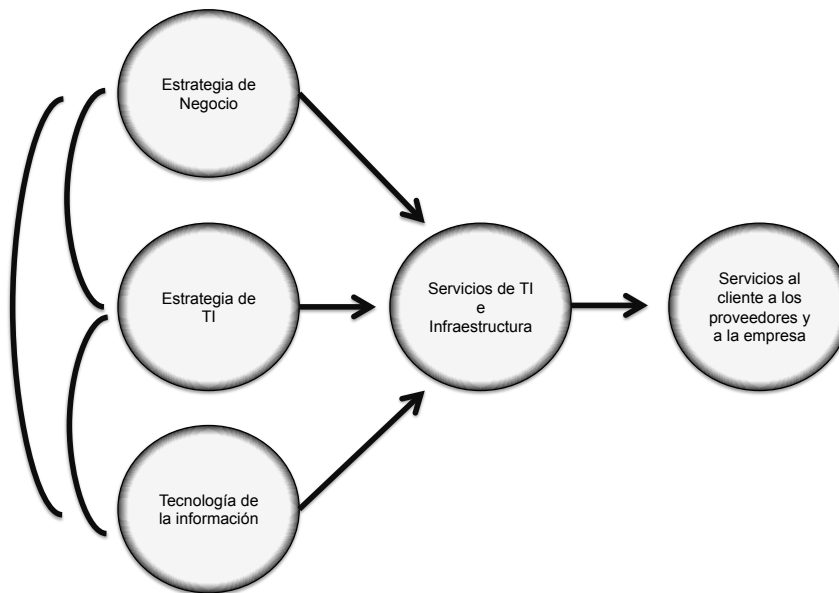 Estrategia de
Negocio
Estrategia de
TI
Servicios de TI
e
Infraestructura
Servicios al
cliente a los
proveedores y
a la empresa
Tecnología de
la información